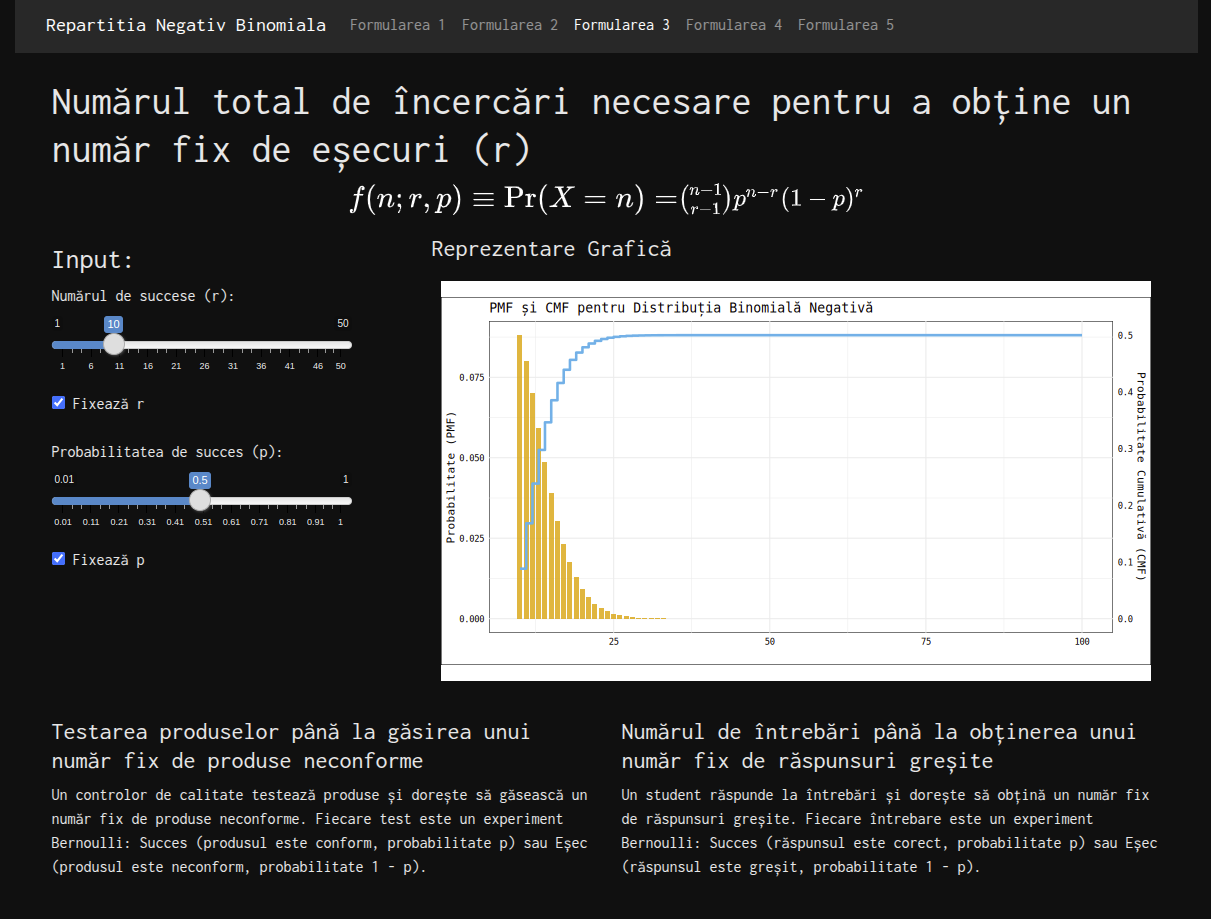 Repartitia Negativ Binomiala Formularea 1 Formularea 2 Formularea 3 Formularea 4 Formularea 5
Numărul total de încercări necesare pentru a obține un
număr fix de eșecuri (r)
f(n; r, p) ≡ Pr(X = n) = \binom{n−1}{r−1} p^{n−r} (1 − p)^r
Input:
Numărul de succese (r):
1 10 50
1 6 11 16 21 26 31 36 41 46 50
Fixează r
Probabilitatea de succes (p):
0.01 0.5 1
0.01 0.11 0.21 0.31 0.41 0.51 0.61 0.71 0.81 0.91 1
Fixează p
Reprezentare Grafică
PMF și CMF pentru Distribuția Binomială Negativă
Probabilitate (PMF)
0.075
0.050
0.025
0.000
25 50 75 100
0.5
0.4
0.3
0.2
0.1
0.0
Probabilitate Cumulativă (CMF)
Testarea produselor până la găsirea unui
număr fix de produse neconforme
Un controlor de calitate testează produse și dorește să găsească un
număr fix de produse neconforme. Fiecare test este un experiment
Bernoulli: Succes (produsul este conform, probabilitate p) sau Eșec
(produsul este neconform, probabilitate 1 - p).
Numărul de întrebări până la obținerea unui
număr fix de răspunsuri greșite
Un student răspunde la întrebări și dorește să obțină un număr fix
de răspunsuri greșite. Fiecare întrebare este un experiment
Bernoulli: Succes (răspunsul este corect, probabilitate p) sau Eșec
(răspunsul este greșit, probabilitate 1 - p).